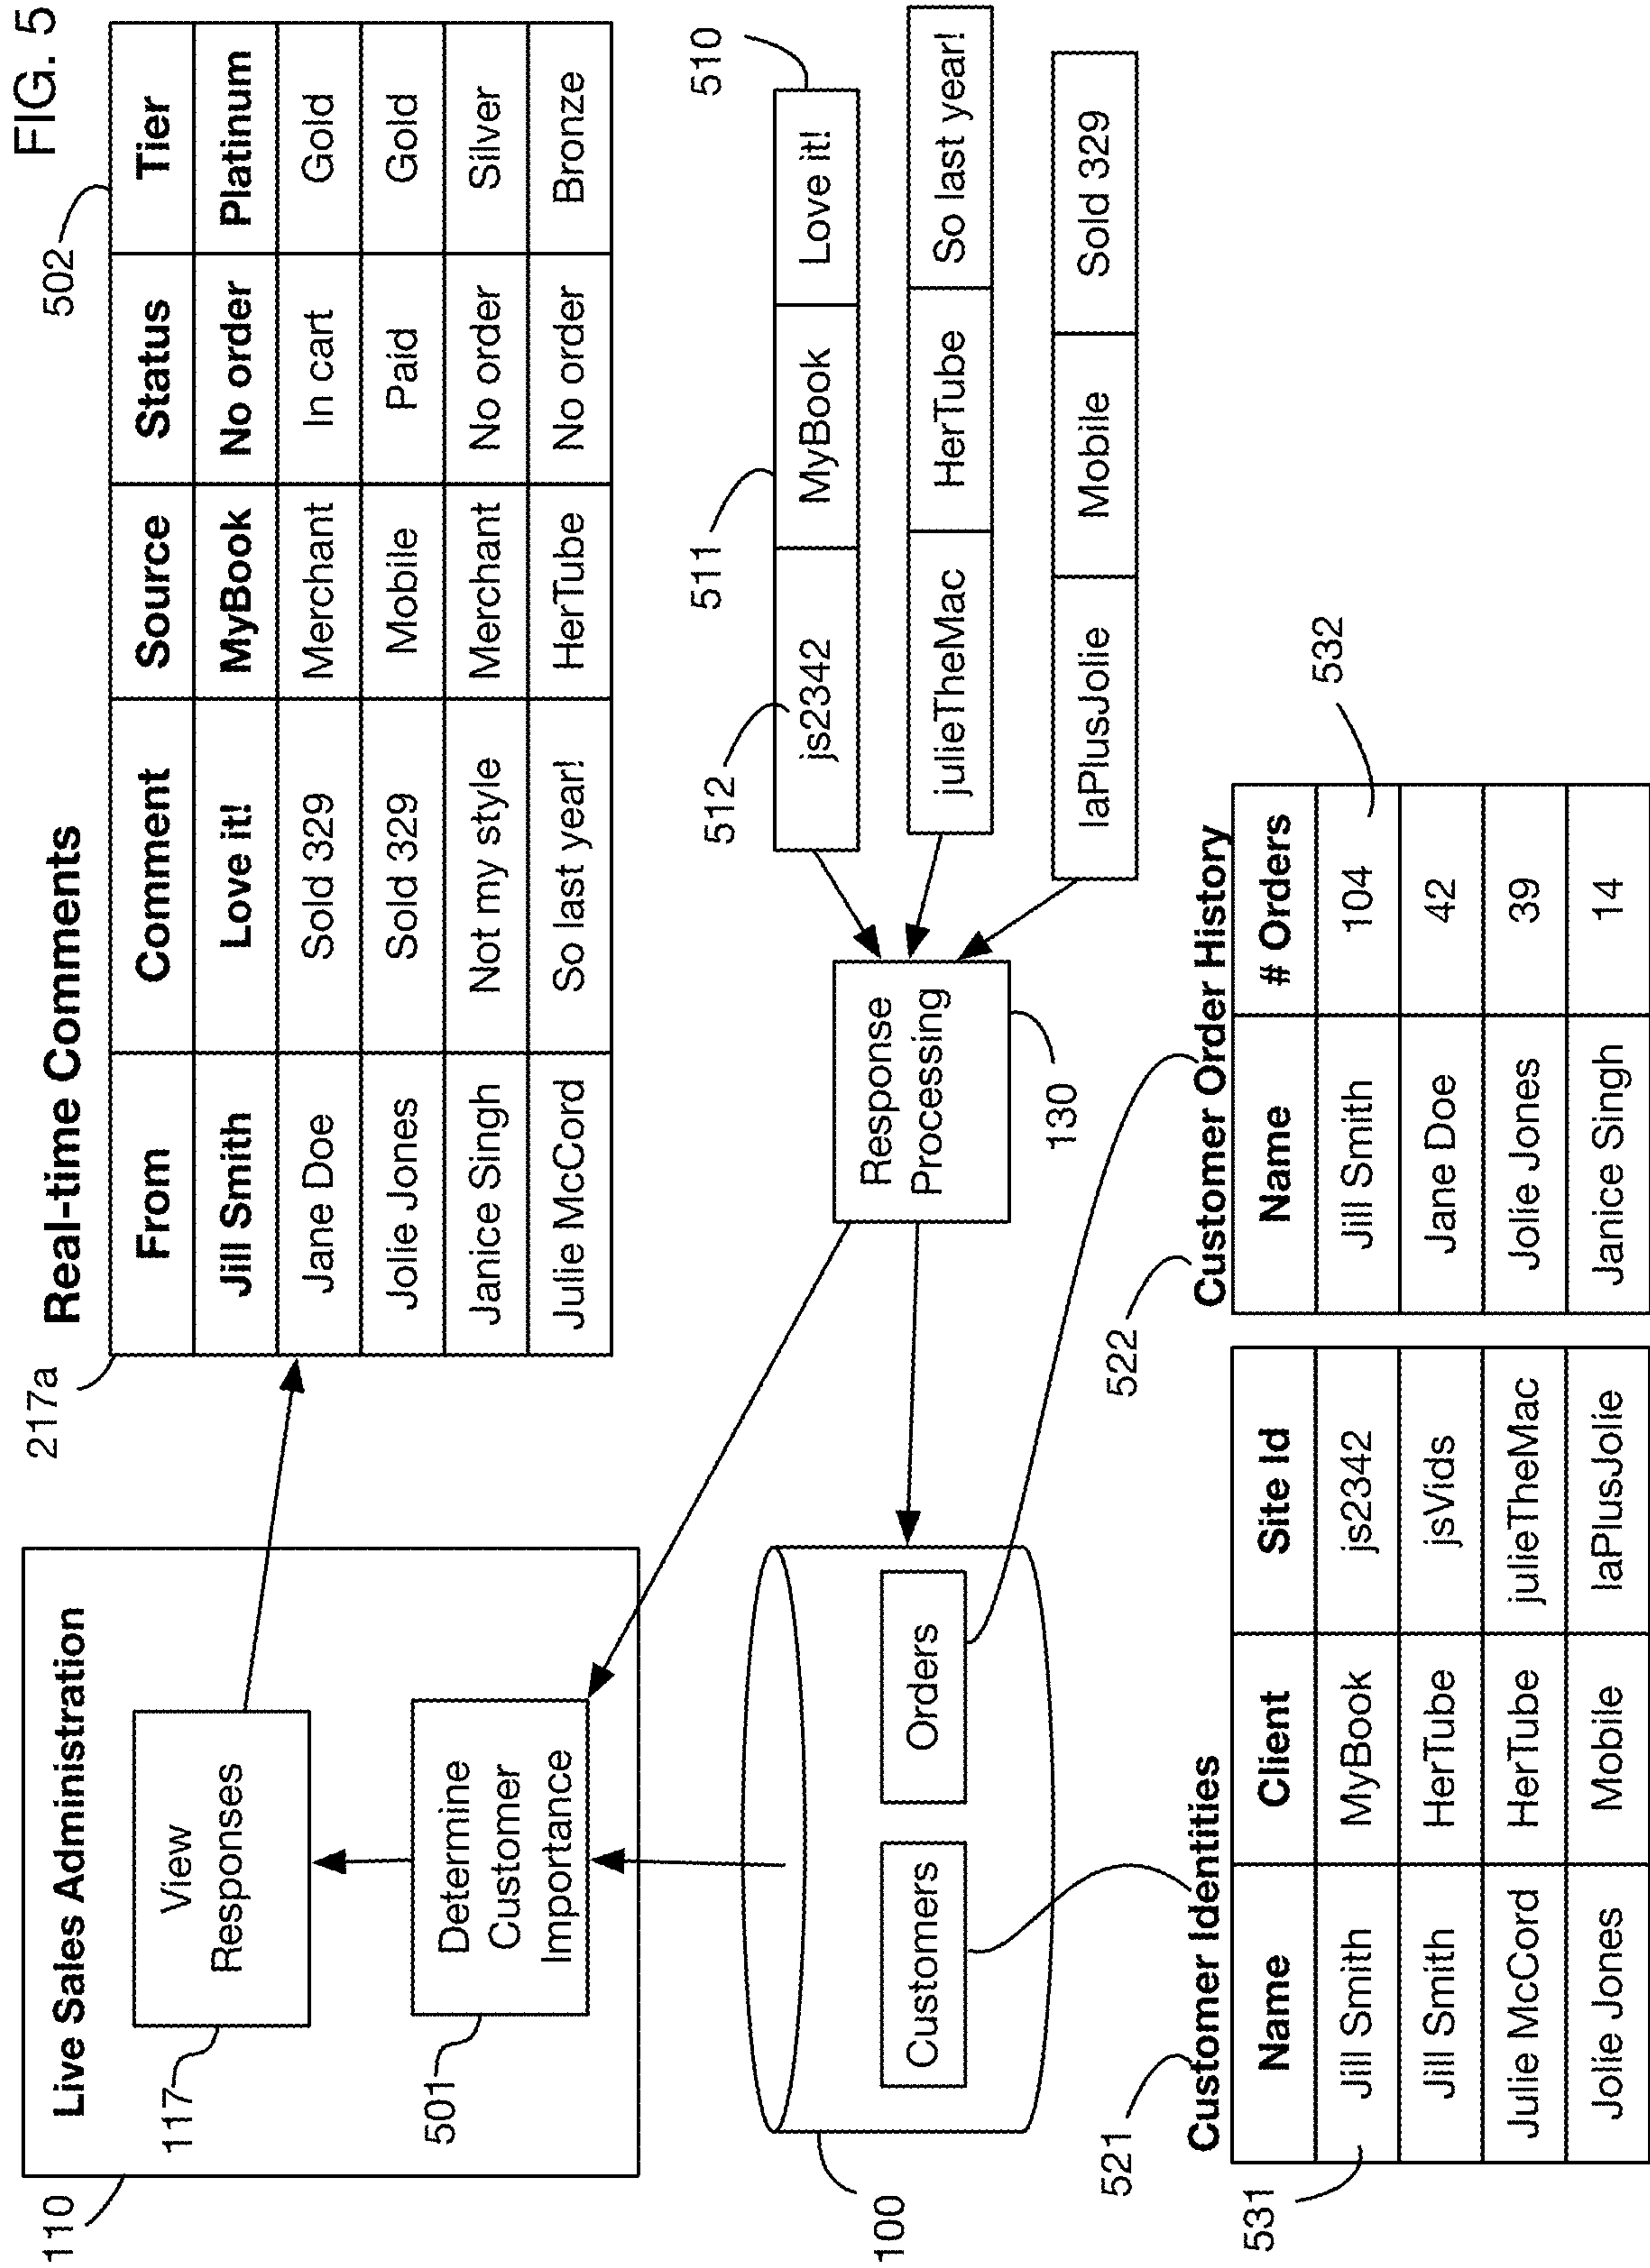 FIG. 5
110
Live Sales Administration
117
View
Responses
501
Determine
Customer
Importance
217a
Real-time Comments
502
From Comment Source Status Tier
Jill Smith Love it! MyBook No order Platinum
Jane Doe Sold 329 Merchant In cart Gold
Jolie Jones Sold 329 Mobile Paid Gold
Janice Singh Not my style Merchant No order Silver
Julie McCord So last year! HerTube No order Bronze
100
Customers
Orders
Response
Processing
130
512
511
510
js2342 MyBook Love it!
julieTheMac HerTube So last year!
laPlusJolie Mobile Sold 329
521
Customer Identities
531
Name Client Site Id
Jill Smith MyBook js2342
Jill Smith HerTube jsVids
Julie McCord HerTube julieTheMac
Jolie Jones Mobile laPlusJolie
522
Customer Order History
532
Name # Orders
Jill Smith 104
Jane Doe 42
Jolie Jones 39
Janice Singh 14